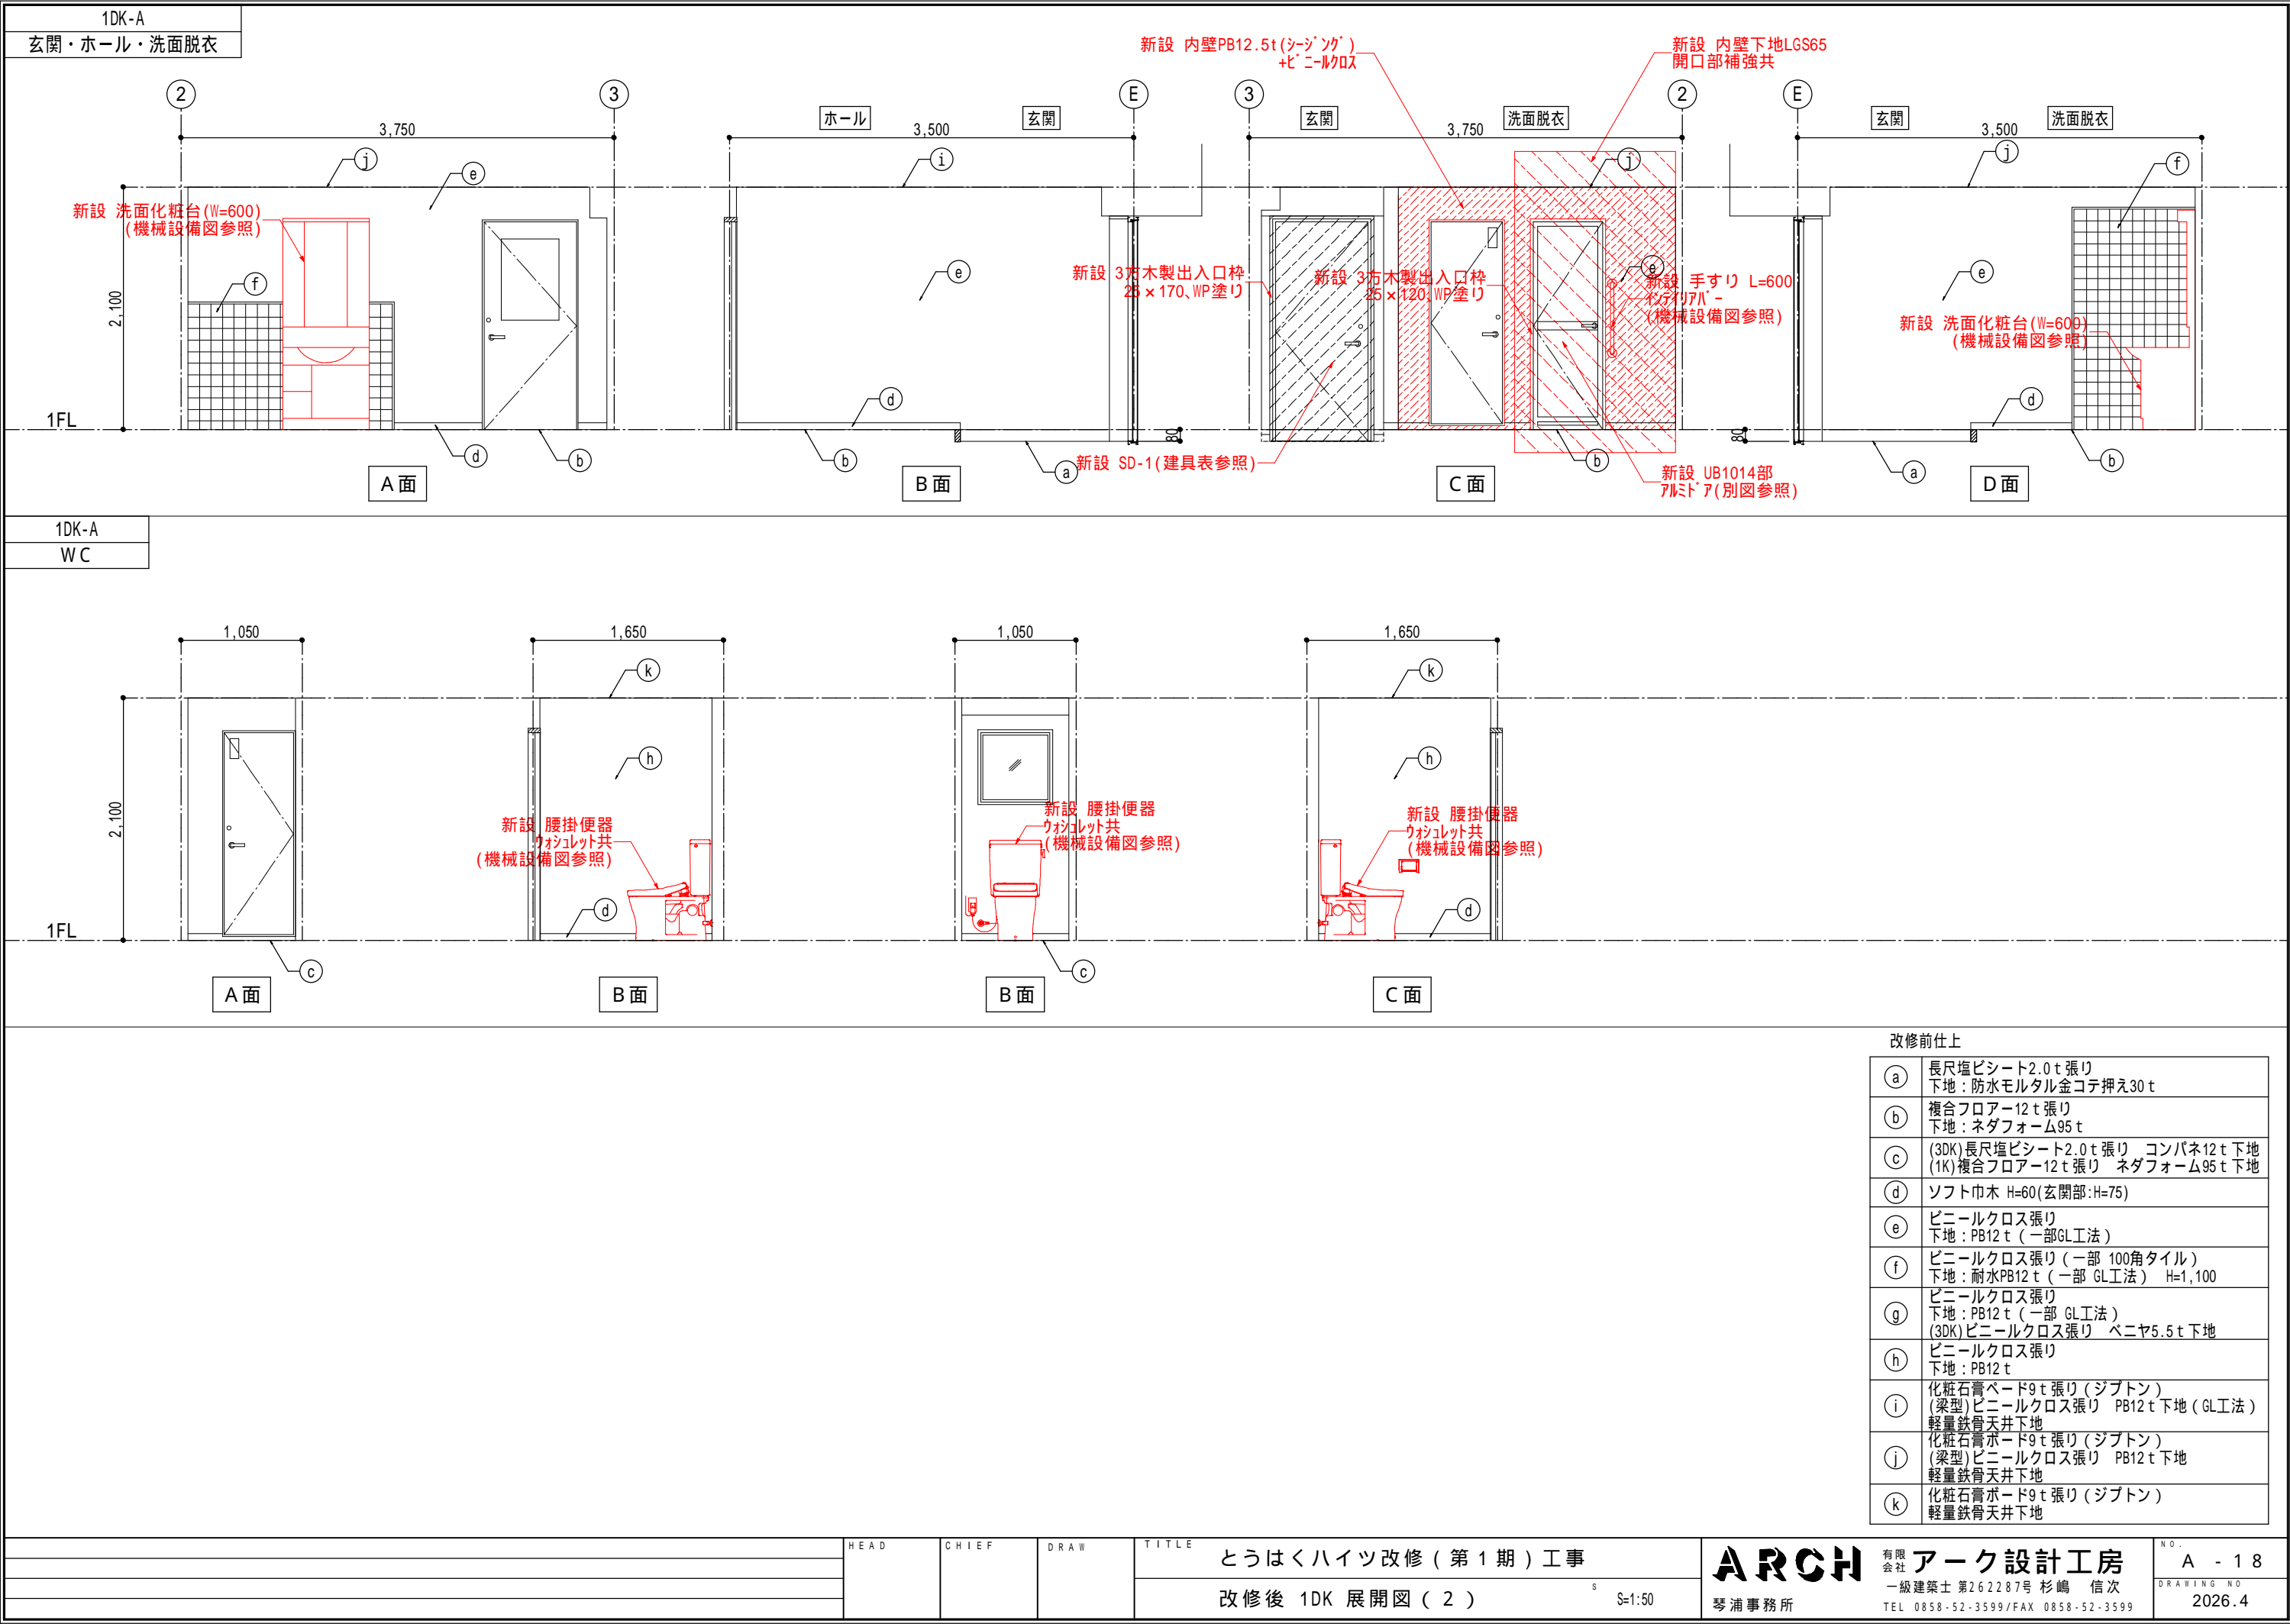 1DK-A
玄関・ホール・洗面脱衣
新設 内壁PB12.5t(ｼｰｼﾞﾝｸﾞ)
+ﾋﾞﾆｰﾙｸﾛｽ
新設 内壁下地LGS65
開口部補強共
2
3
E
3
2
E
ホール
玄関
玄関
洗面脱衣
玄関
洗面脱衣
3,750
3,500
3,750
3,500
j
e
i
j
j
f
新設 洗面化粧台(W=600)
(機械設備図参照)
f
e
新設 3方木製出入口枠
25×170、WP塗り
新設 3方木製出入口枠
25×120、WP塗り
e
新設 手すり L=600
ｲﾝﾃﾘｱﾊﾞｰ
(機械設備図参照)
e
新設 洗面化粧台(W=600)
(機械設備図参照)
2,100
d
d
1FL
80
80
d
b
b
a
新設 SD-1(建具表参照)
b
新設 UB1014部
ｱﾙﾐﾄﾞｱ(別図参照)
a
b
A面
B面
C面
D面
1DK-A
WC
1,050
1,650
1,050
1,650
k
k
h
h
2,100
新設 腰掛便器
ｳｫｼｭﾚｯﾄ共
(機械設備図参照)
新設 腰掛便器
ｳｫｼｭﾚｯﾄ共
(機械設備図参照)
新設 腰掛便器
ｳｫｼｭﾚｯﾄ共
(機械設備図参照)
d
d
1FL
c
c
A面
B面
B面
C面
改修前仕上
a 長尺塩ビシート2.0ｔ張り
下地：防水モルタル金コテ押え30ｔ
b 複合フロアー12ｔ張り
下地：ネダフォーム95ｔ
c (3DK)長尺塩ビシート2.0ｔ張り　コンパネ12ｔ下地
(1K)複合フロアー12ｔ張り　ネダフォーム95ｔ下地
d ソフト巾木 H=60(玄関部:H=75)
e ビニールクロス張り
下地：PB12ｔ（一部GL工法）
f ビニールクロス張り（一部 100角タイル）
下地：耐水PB12ｔ（一部 GL工法）　H=1,100
g ビニールクロス張り
下地：PB12ｔ（一部 GL工法）
(3DK)ビニールクロス張り　ベニヤ5.5ｔ下地
h ビニールクロス張り
下地：PB12ｔ
i 化粧石膏ペード9ｔ張り（ジプトン）
(梁型)ビニールクロス張り　PB12ｔ下地（GL工法）
軽量鉄骨天井下地
j 化粧石膏ボード9ｔ張り（ジプトン）
(梁型)ビニールクロス張り　PB12ｔ下地
軽量鉄骨天井下地
k 化粧石膏ボード9ｔ張り（ジプトン）
軽量鉄骨天井下地
HEAD
CHIEF
DRAW
TITLE
とうはくハイツ改修（第１期）工事
改修後 1DK 展開図（２）
S
S=1:50
ARCH
琴浦事務所
有限会社 アーク設計工房
一級建築士 第262287号 杉嶋　信次
TEL 0858-52-3599/FAX 0858-52-3599
NO.
A -18
DRAWING NO
2026.4